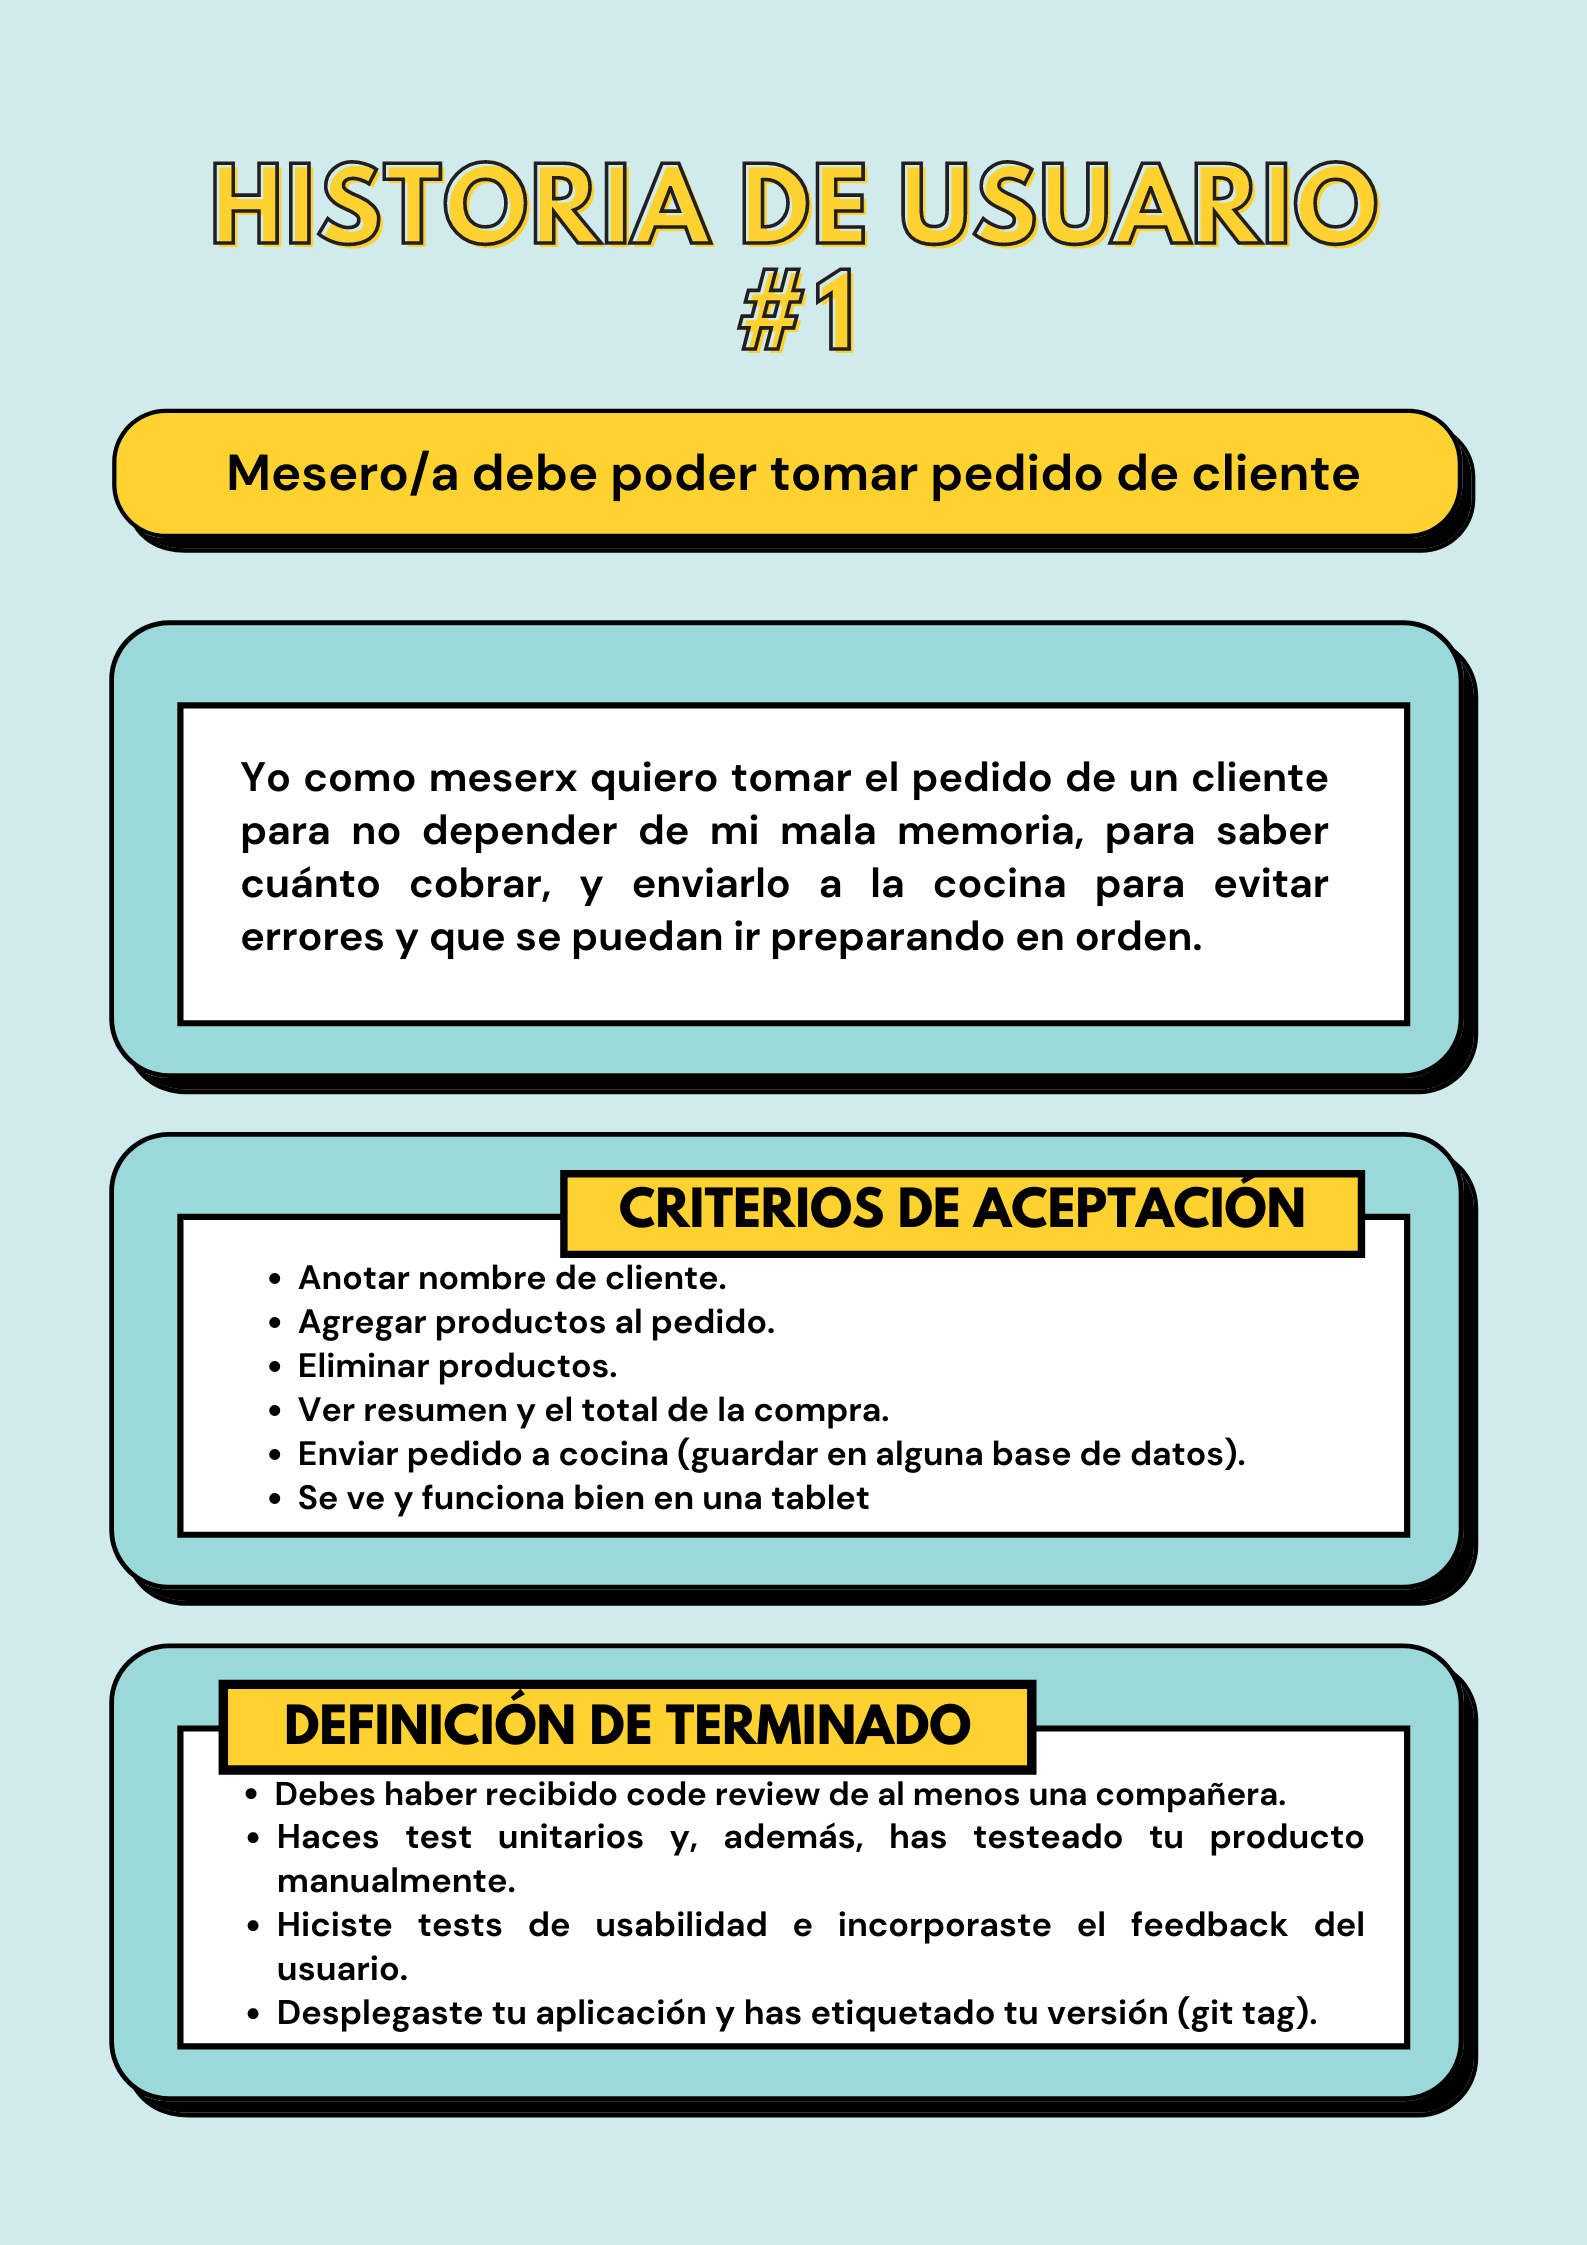 HISTORIA DE USUARIO
#1
Mesero/a debe poder tomar pedido de cliente
Yo como meserx quiero tomar el pedido de un cliente
para no depender de mi mala memoria, para saber
cuánto cobrar, y enviarlo a la cocina para evitar
errores y que se puedan ir preparando en orden.
CRITERIOS DE ACEPTACIÓN
• Anotar nombre de cliente.
• Agregar productos al pedido.
• Eliminar productos.
• Ver resumen y el total de la compra.
• Enviar pedido a cocina (guardar en alguna base de datos).
• Se ve y funciona bien en una tablet
DEFINICIÓN DE TERMINADO
• Debes haber recibido code review de al menos una compañera.
• Haces test unitarios y, además, has testeado tu producto
manualmente.
• Hiciste tests de usabilidad e incorporaste el feedback del
usuario.
• Desplegaste tu aplicación y has etiquetado tu versión (git tag).